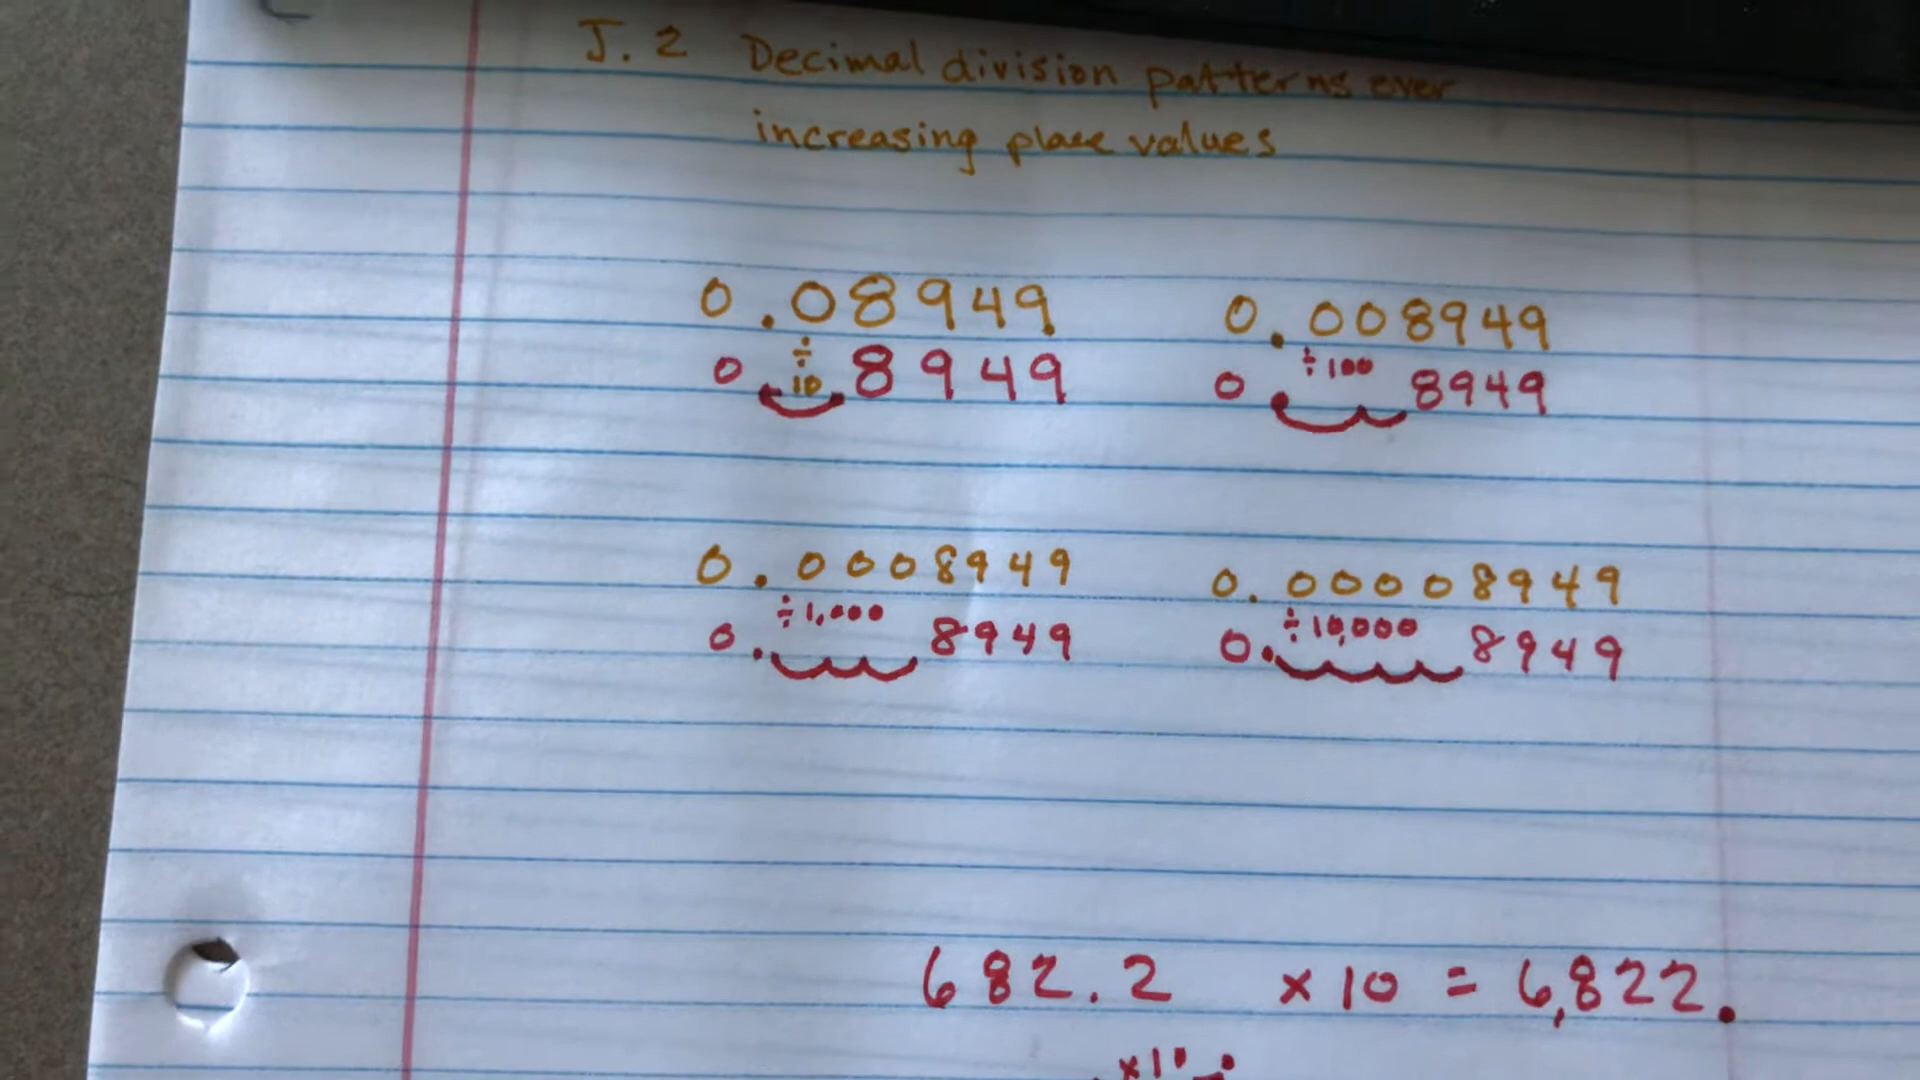 J. 2 Decimal division patterns over
increasing place values
0.08949 0.008949
0 ÷ 10 . 8949 0. ÷100 8949
0.0008949 0.00008949
0. ÷1,000 8949 0. ÷10,000 8949
682.2 x 10 = 6,822.
x10